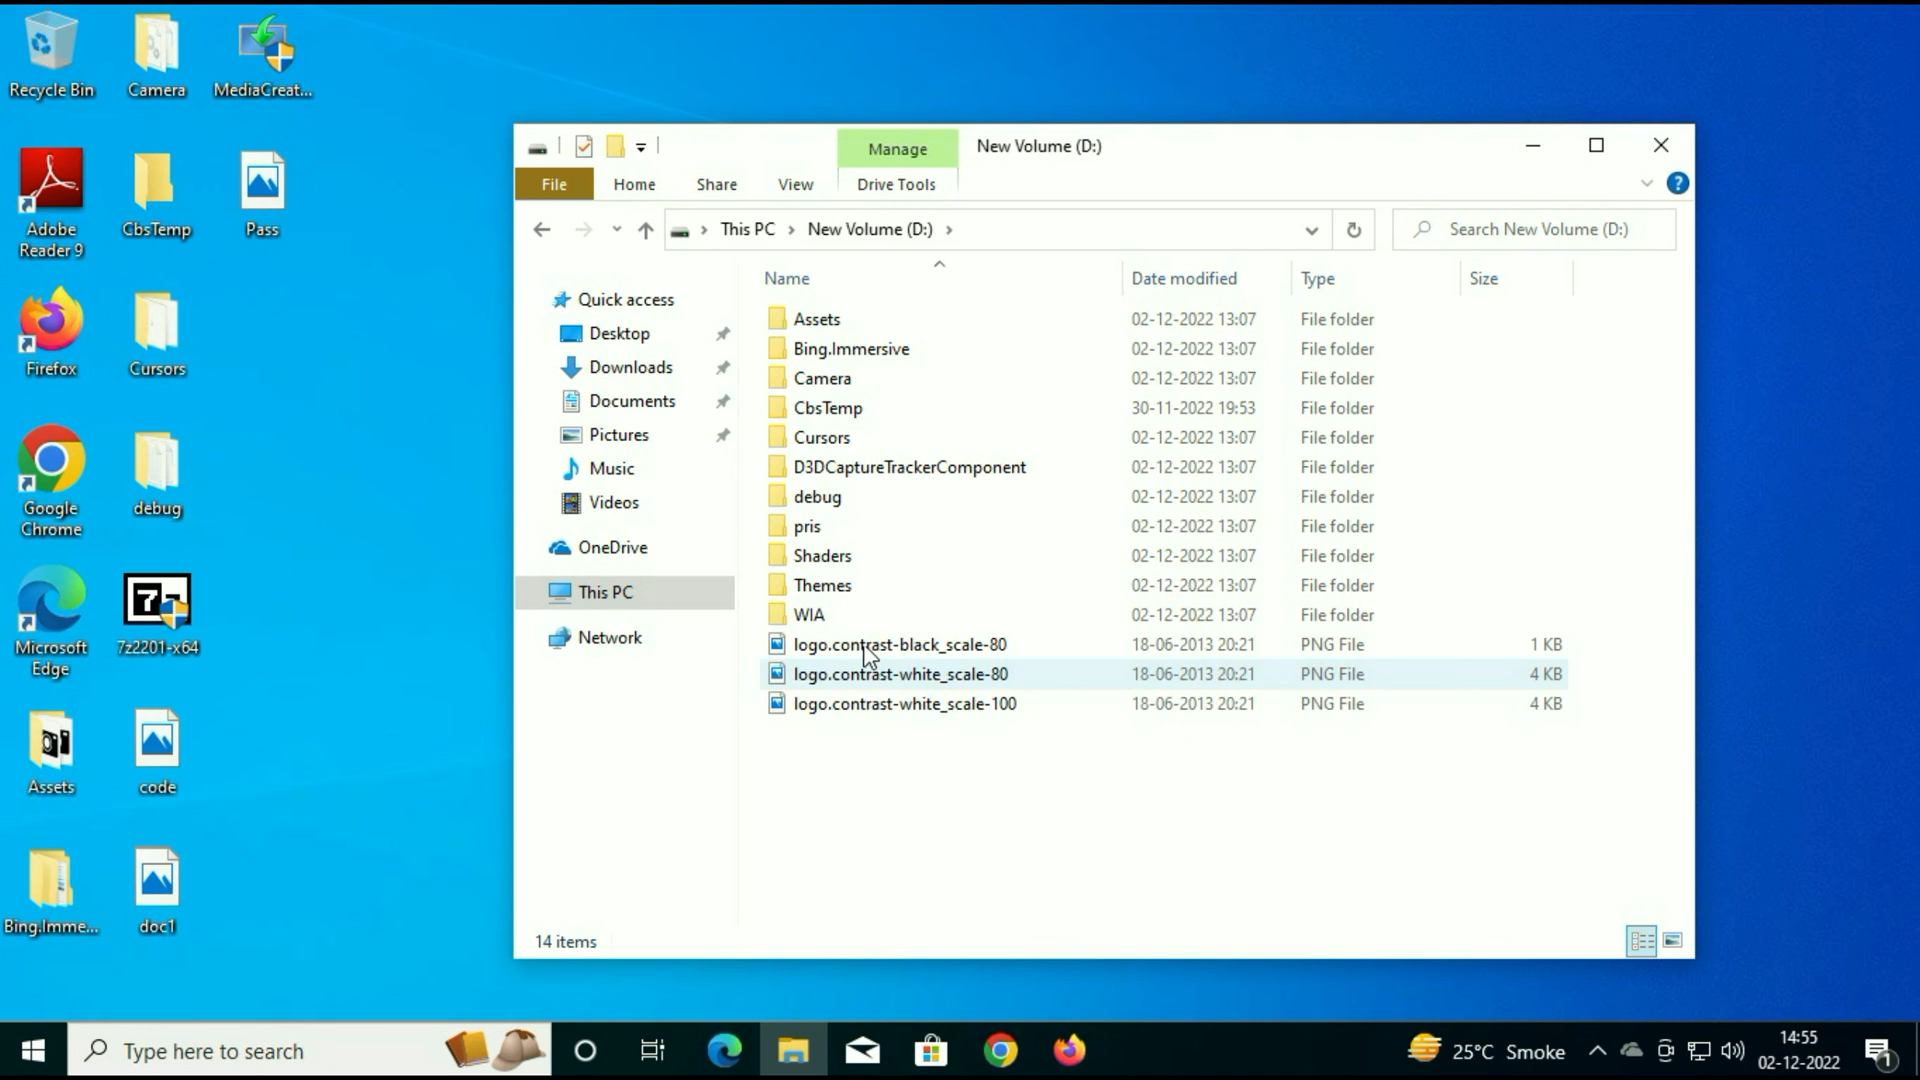 Recycle Bin
Camera
MediaCreat...
Adobe
Reader 9
CbsTemp
Pass
Firefox
Cursors
Google
Chrome
debug
Microsoft
Edge
7z2201-x64
Assets
code
Bing.Imme...
doc1
Manage
New Volume (D:)
File
Home
Share
View
Drive Tools
This PC
New Volume (D:)
Search New Volume (D:)
Quick access
Desktop
Downloads
Documents
Pictures
Music
Videos
OneDrive
This PC
Network
Name Date modified Type Size
Assets 02-12-2022 13:07 File folder
Bing.Immersive 02-12-2022 13:07 File folder
Camera 02-12-2022 13:07 File folder
CbsTemp 30-11-2022 19:53 File folder
Cursors 02-12-2022 13:07 File folder
D3DCaptureTrackerComponent 02-12-2022 13:07 File folder
debug 02-12-2022 13:07 File folder
pris 02-12-2022 13:07 File folder
Shaders 02-12-2022 13:07 File folder
Themes 02-12-2022 13:07 File folder
WIA 02-12-2022 13:07 File folder
logo.contrast-black_scale-80 18-06-2013 20:21 PNG File 1 KB
logo.contrast-white_scale-80 18-06-2013 20:21 PNG File 4 KB
logo.contrast-white_scale-100 18-06-2013 20:21 PNG File 4 KB
14 items
Type here to search
25°C Smoke
14:55
02-12-2022
1